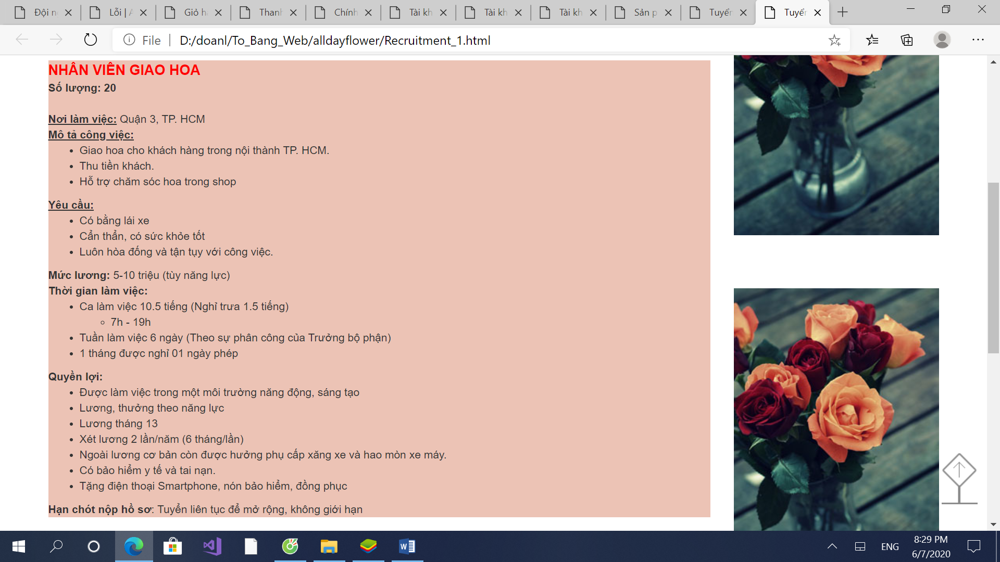 Đội n
Lỗi | A
Giỏ h
Thanh
Chính
Tài kh
Tài kh
Tài kh
Sản p
Tuyển
Tuyển
File
D:/doanl/To_Bang_Web/alldayflower/Recruitment_1.html
NHÂN VIÊN GIAO HOA
Số lượng: 20
Nơi làm việc: Quận 3, TP. HCM
Mô tả công việc:
Giao hoa cho khách hàng trong nội thành TP. HCM.
Thu tiền khách.
Hỗ trợ chăm sóc hoa trong shop
Yêu cầu:
Có bằng lái xe
Cẩn thẩn, có sức khỏe tốt
Luôn hòa đống và tận tụy với công việc.
Mức lương: 5-10 triệu (tùy năng lực)
Thời gian làm việc:
Ca làm việc 10.5 tiếng (Nghỉ trưa 1.5 tiếng)
7h - 19h
Tuần làm việc 6 ngày (Theo sự phân công của Trưởng bộ phận)
1 tháng được nghỉ 01 ngày phép
Quyền lợi:
Được làm việc trong một môi trường năng động, sáng tạo
Lương, thưởng theo năng lực
Lương tháng 13
Xét lương 2 lần/năm (6 tháng/lần)
Ngoài lương cơ bản còn được hưởng phụ cấp xăng xe và hao mòn xe máy.
Có bảo hiểm y tế và tai nạn.
Tặng điện thoại Smartphone, nón bảo hiểm, đồng phục
Hạn chót nộp hồ sơ: Tuyển liên tục để mở rộng, không giới hạn
ENG
8:29 PM
6/7/2020